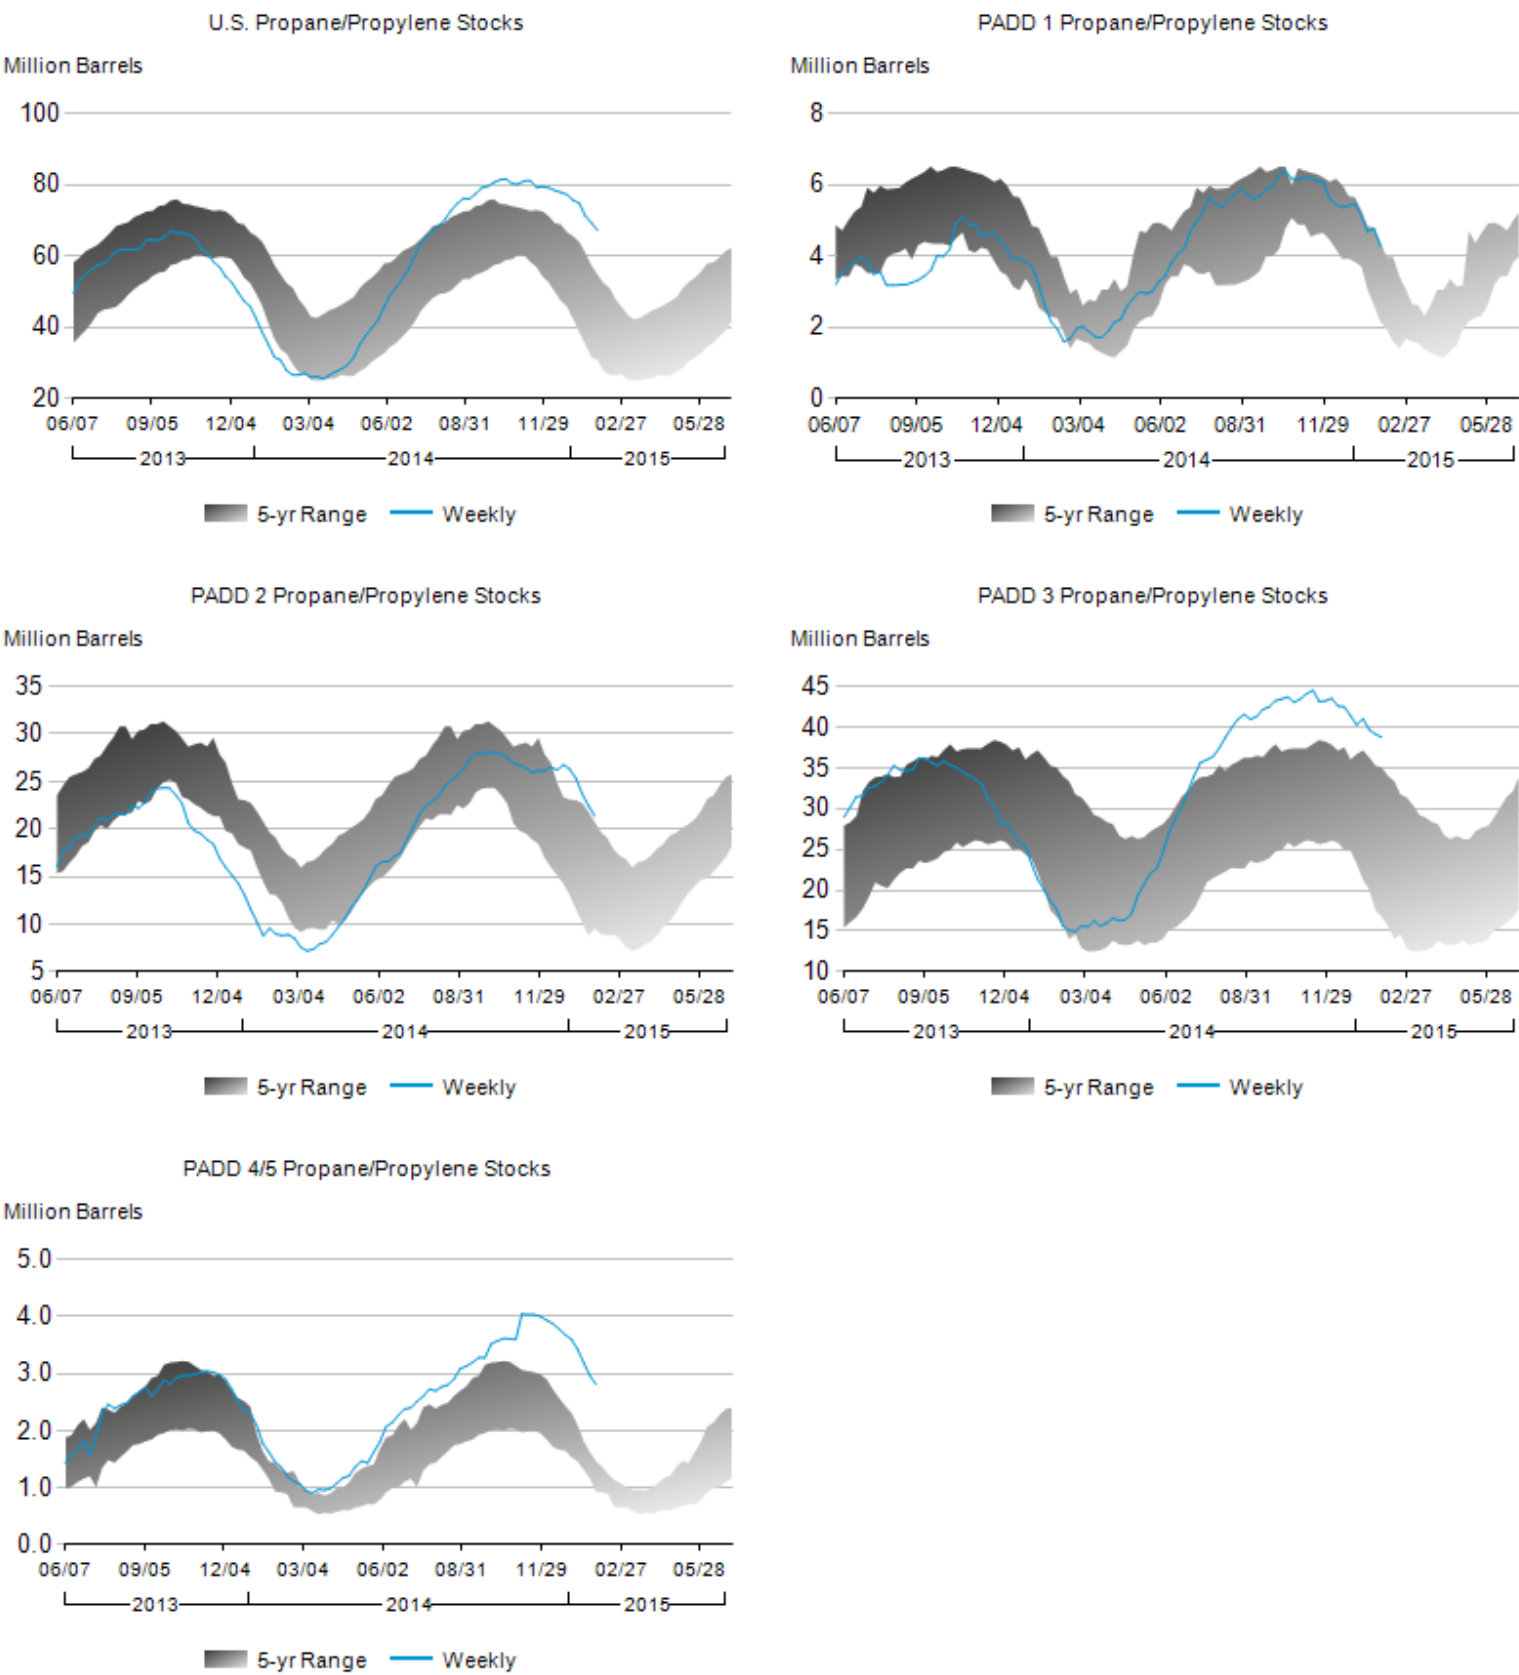 U.S. Propane/Propylene Stocks
Million Barrels
100
80
60
40
20
06/07 09/05 12/04 03/04 06/02 08/31 11/29 02/27 05/28
2013 2014 2015
5-yr Range Weekly
PADD 1 Propane/Propylene Stocks
Million Barrels
8
6
4
2
0
06/07 09/05 12/04 03/04 06/02 08/31 11/29 02/27 05/28
2013 2014 2015
5-yr Range Weekly
PADD 2 Propane/Propylene Stocks
Million Barrels
35
30
25
20
15
10
5
06/07 09/05 12/04 03/04 06/02 08/31 11/29 02/27 05/28
2013 2014 2015
5-yr Range Weekly
PADD 3 Propane/Propylene Stocks
Million Barrels
45
40
35
30
25
20
15
10
06/07 09/05 12/04 03/04 06/02 08/31 11/29 02/27 05/28
2013 2014 2015
5-yr Range Weekly
PADD 4/5 Propane/Propylene Stocks
Million Barrels
5.0
4.0
3.0
2.0
1.0
0.0
06/07 09/05 12/04 03/04 06/02 08/31 11/29 02/27 05/28
2013 2014 2015
5-yr Range Weekly